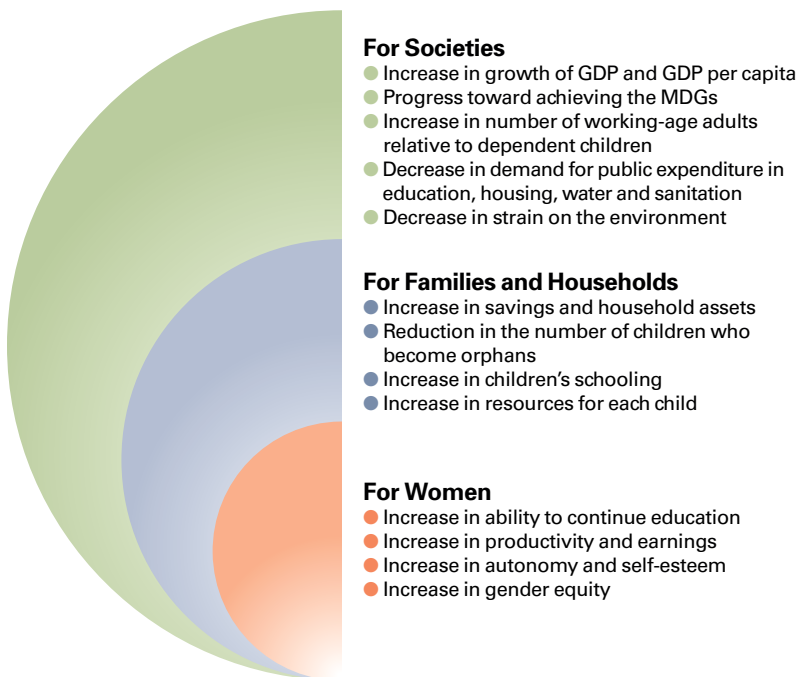 For Societies
Increase in growth of GDP and GDP per capita
Progress toward achieving the MDGs
Increase in number of working-age adults
relative to dependent children
Decrease in demand for public expenditure in
education, housing, water and sanitation
Decrease in strain on the environment
For Families and Households
Increase in savings and household assets
Reduction in the number of children who
become orphans
Increase in children’s schooling
Increase in resources for each child
For Women
Increase in ability to continue education
Increase in productivity and earnings
Increase in autonomy and self-esteem
Increase in gender equity